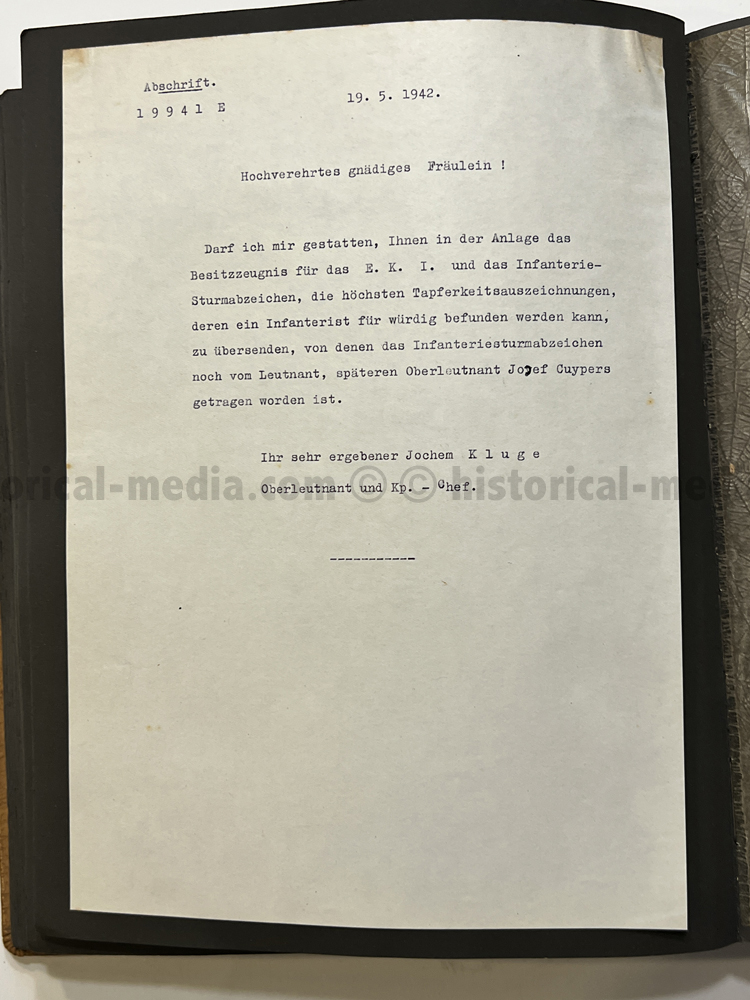 Abschrift.
19941 E
19. 5. 1942.
Hochverehrtes gnädiges Fräulein !
Darf ich mir gestatten, Ihnen in der Anlage das
Besitzzeugnis für das E. K. I. und das Infanterie-
Sturmabzeichen, die höchsten Tapferkeitsauszeichnungen,
deren ein Infanterist für würdig befunden werden kann,
zu übersenden, von denen das Infanteriesturmabzeichen
noch vom Leutnant, späteren Oberleutnant Josef Cuypers
getragen worden ist.
Ihr sehr ergebener Jochem K l u g e
orical-media.com © © historical-me
Oberleutnant und Kp. - Chef.
-----------